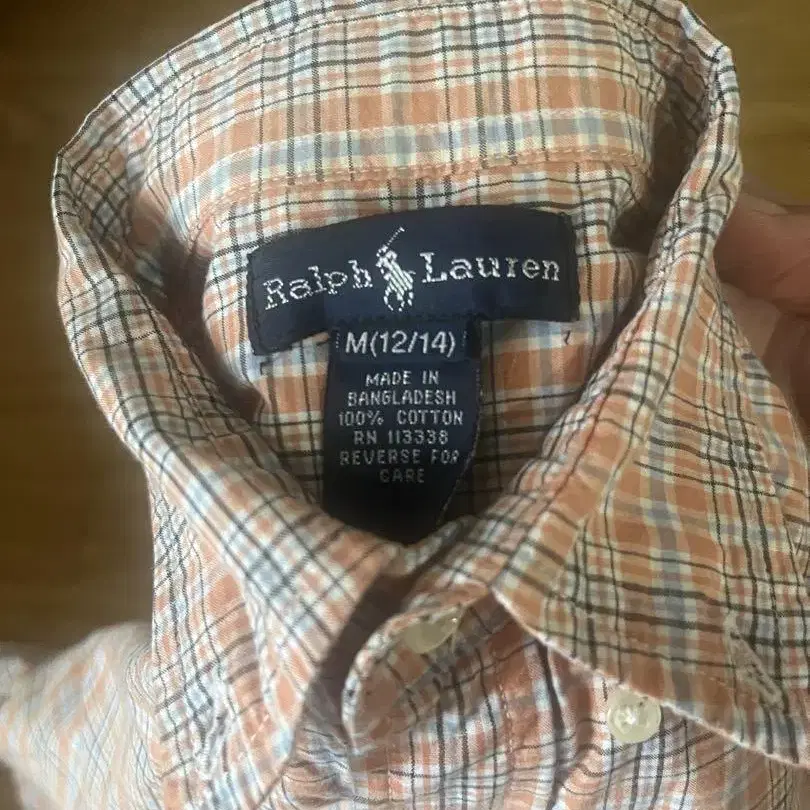 Ralph Lauren
M(12/14)
MADE IN
BANGLADESH
100% COTTON
RN 113338
REVERSE FOR
CARE